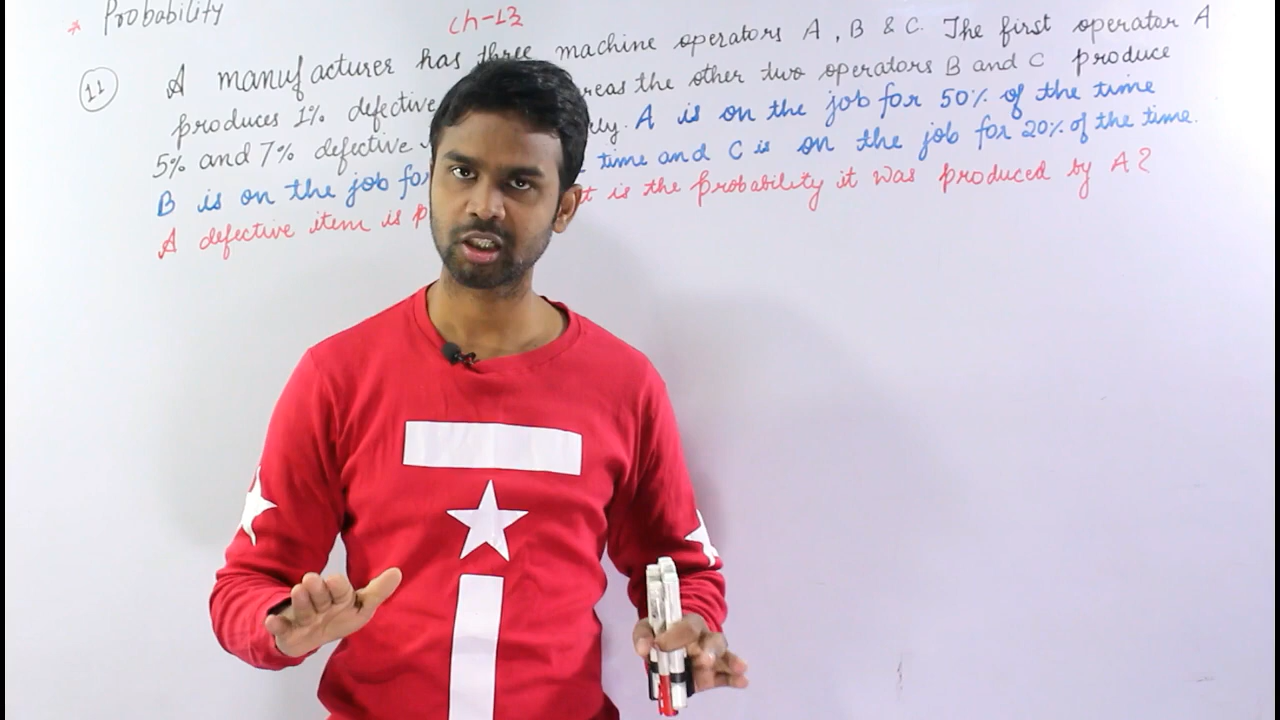 * Probability
Ch-13
11
A manufacturer has three machine operators A, B & C. The first operator A
produces 1% defective the other two operators B and C produce
5% and 7% defective A is on the job for 50% of the time
B is on the job for time and C is on the job for 20% of the time.
A defective item is is the probability it was produced by A?